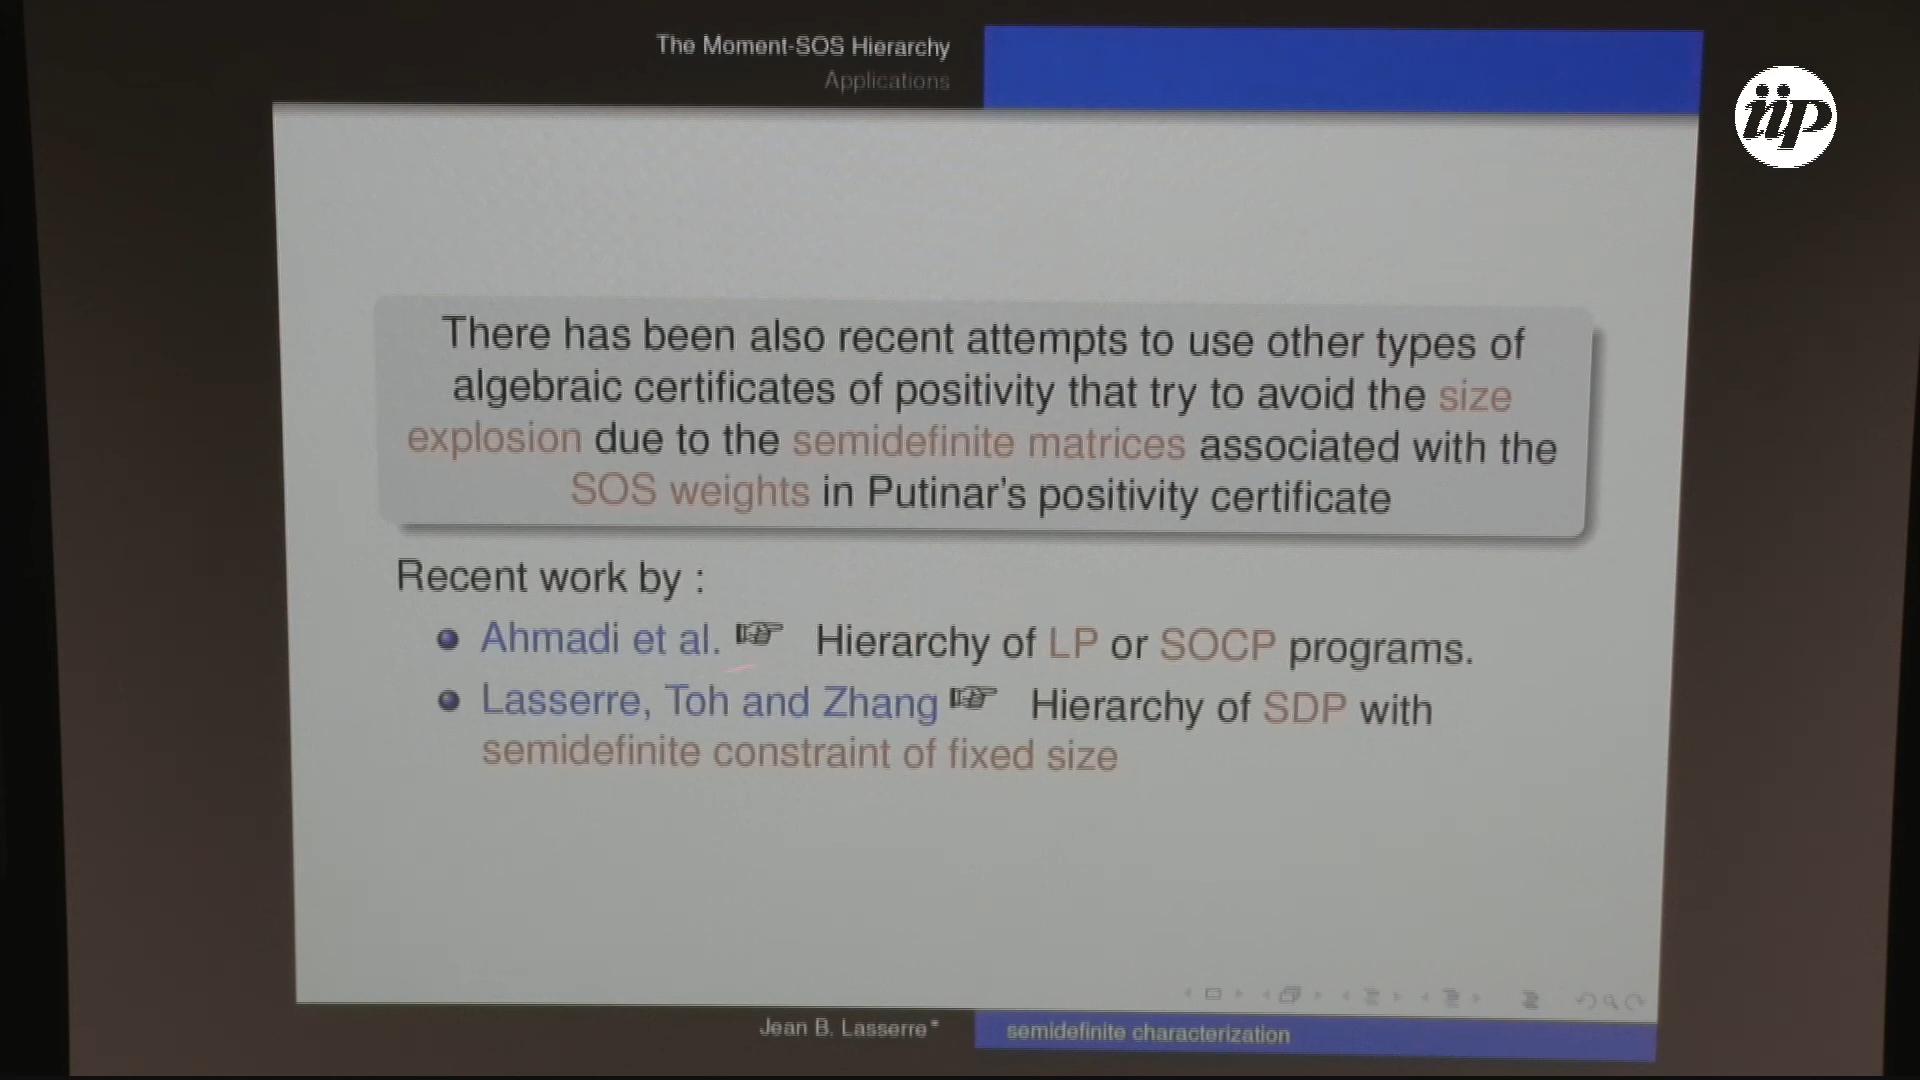 The Moment-SOS Hierarchy
Applications
iip
There has been also recent attempts to use other types of
algebraic certificates of positivity that try to avoid the size
explosion due to the semidefinite matrices associated with the
SOS weights in Putinar's positivity certificate
Recent work by :
Ahmadi et al. ☞ Hierarchy of LP or SOCP programs.
Lasserre, Toh and Zhang ☞ Hierarchy of SDP with
semidefinite constraint of fixed size
Jean B. Lasserre*
semidefinite characterization